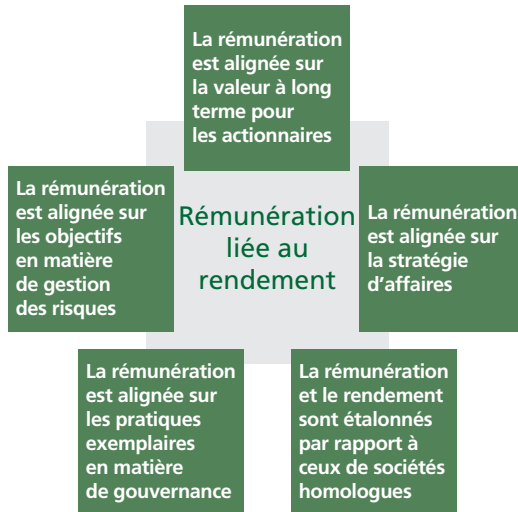 La rémunération
est alignée sur
la valeur à long
terme pour
les actionnaires
La rémunération
est alignée sur
les objectifs
en matière
de gestion
des risques
Rémunération
liée au
rendement
La rémunération
est alignée sur
la stratégie
d’affaires
La rémunération
est alignée sur
les pratiques
exemplaires
en matière
de gouvernance
La rémunération
et le rendement
sont étalonnés
par rapport à
ceux de sociétés
homologues